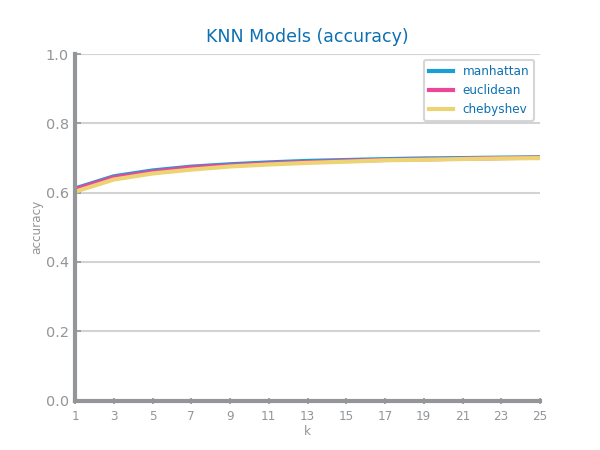 KNN Models (accuracy)
manhattan
euclidean
chebyshev
accuracy
1.0
0.8
0.6
0.4
0.2
0.0
1 3 5 7 9 11 13 15 17 19 21 23 25
k